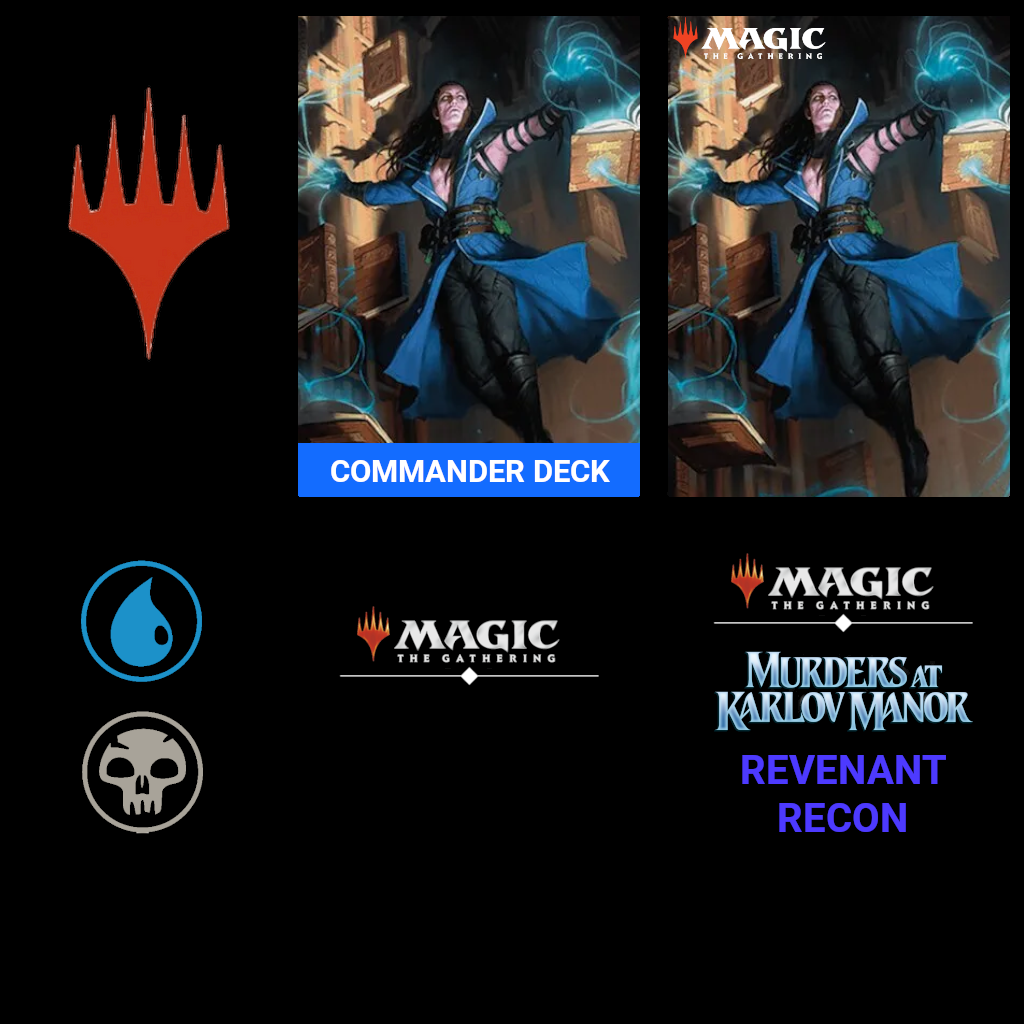 MAGIC
THE GATHERING
COMMANDER DECK
MAGIC
THE GATHERING
MAGIC
THE GATHERING
MURDERS AT
KARLOV MANOR
REVENANT
RECON